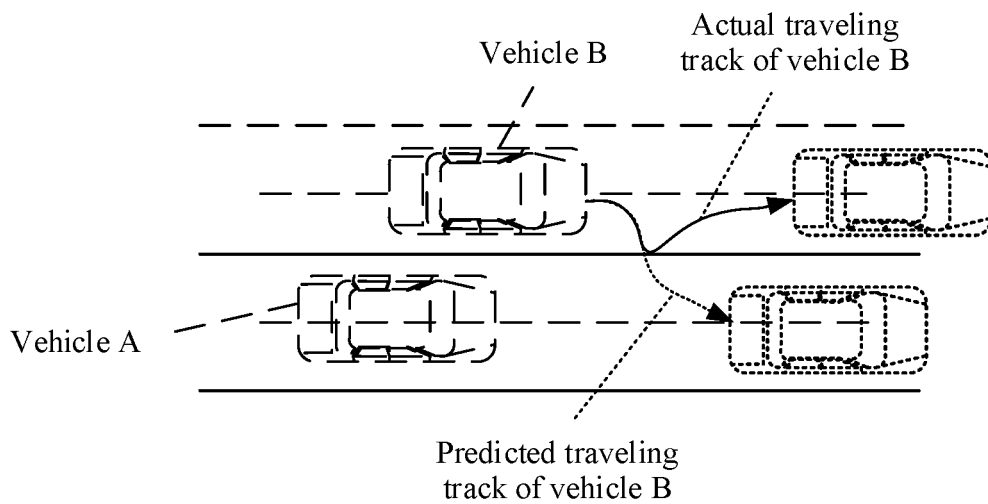 Actual traveling
track of vehicle B
Vehicle B
Vehicle A
Predicted traveling
track of vehicle B